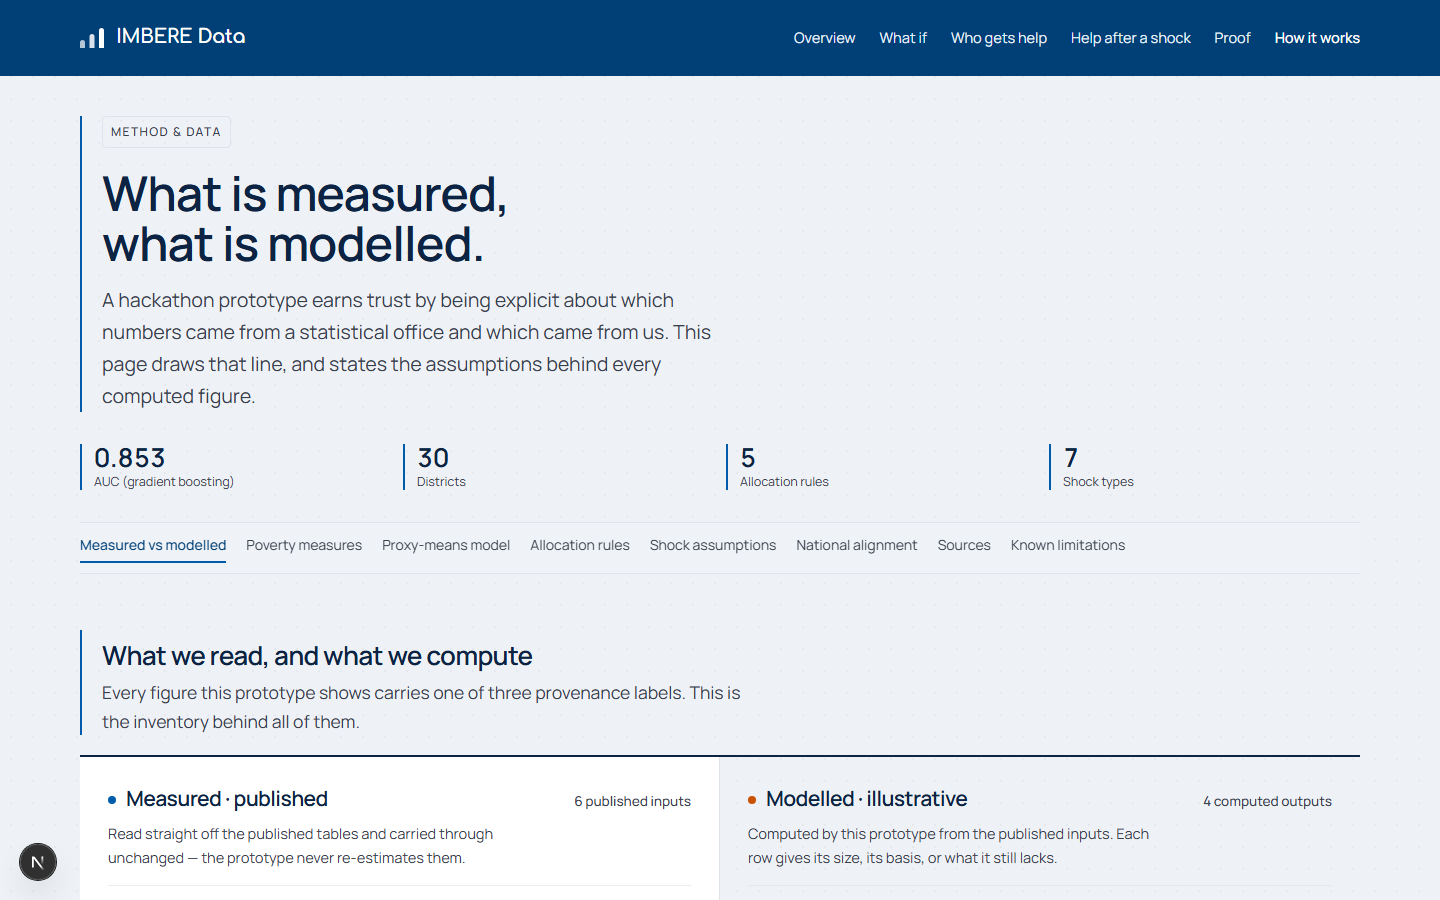 IMBERE Data
Overview What if Who gets help Help after a shock Proof How it works
METHOD & DATA
What is measured,
what is modelled.
A hackathon prototype earns trust by being explicit about which
numbers came from a statistical office and which came from us. This
page draws that line, and states the assumptions behind every
computed figure.
0.853
AUC (gradient boosting)
30
Districts
5
Allocation rules
7
Shock types
Measured vs modelled Poverty measures Proxy-means model Allocation rules Shock assumptions National alignment Sources Known limitations
What we read, and what we compute
Every figure this prototype shows carries one of three provenance labels. This is
the inventory behind all of them.
Measured · published
6 published inputs
Read straight off the published tables and carried through
unchanged — the prototype never re-estimates them.
Modelled · illustrative
4 computed outputs
Computed by this prototype from the published inputs. Each
row gives its size, its basis, or what it still lacks.
N